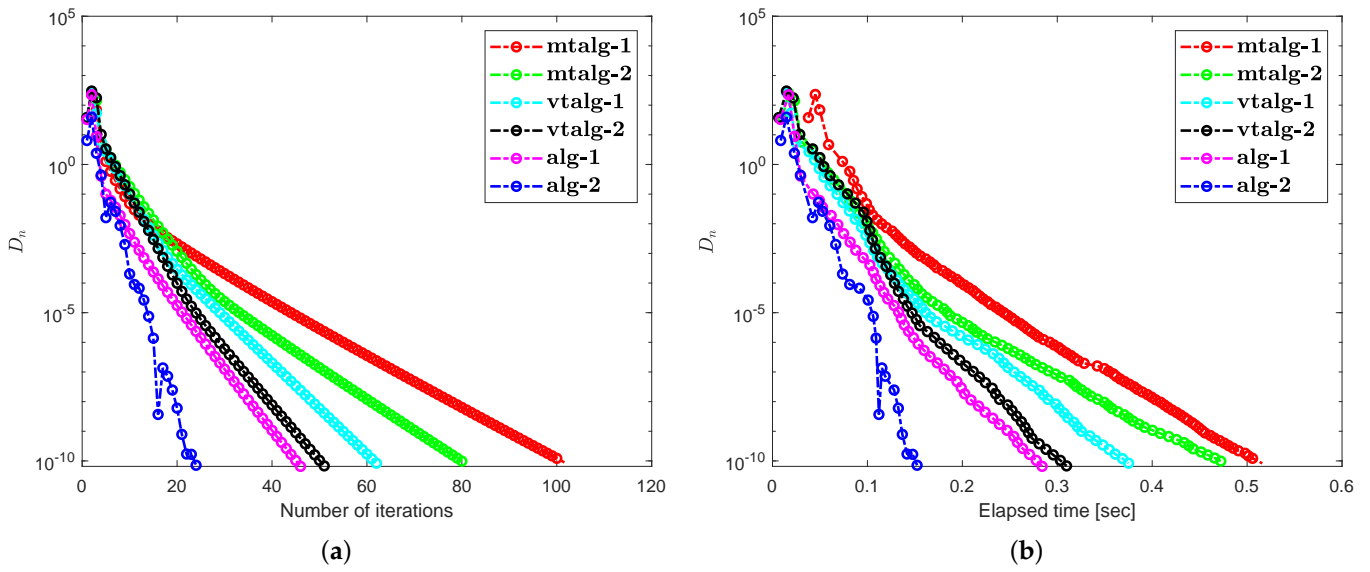 10^5
10^0
10^-5
10^-10
D_n
0 20 40 60 80 100 120
Number of iterations
mtalg-1
mtalg-2
vtalg-1
vtalg-2
alg-1
alg-2
(a)
10^5
10^0
10^-5
10^-10
D_n
0 0.1 0.2 0.3 0.4 0.5 0.6
Elapsed time [sec]
mtalg-1
mtalg-2
vtalg-1
vtalg-2
alg-1
alg-2
(b)